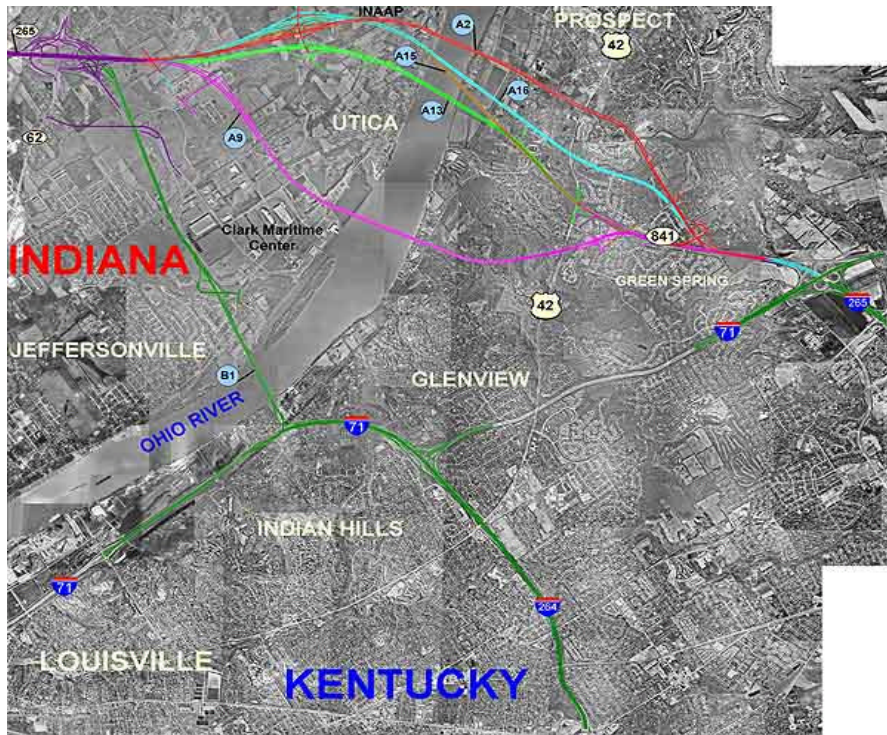 INAAP
PROSPECT
265
A2
42
A15
A16
A13
UTICA
62
A9
Clark Maritime
Center
841
INDIANA
GREEN SPRING
42
265
71
JEFFERSONVILLE
B1
GLENVIEW
OHIO RIVER
71
INDIAN HILLS
71
264
LOUISVILLE
KENTUCKY